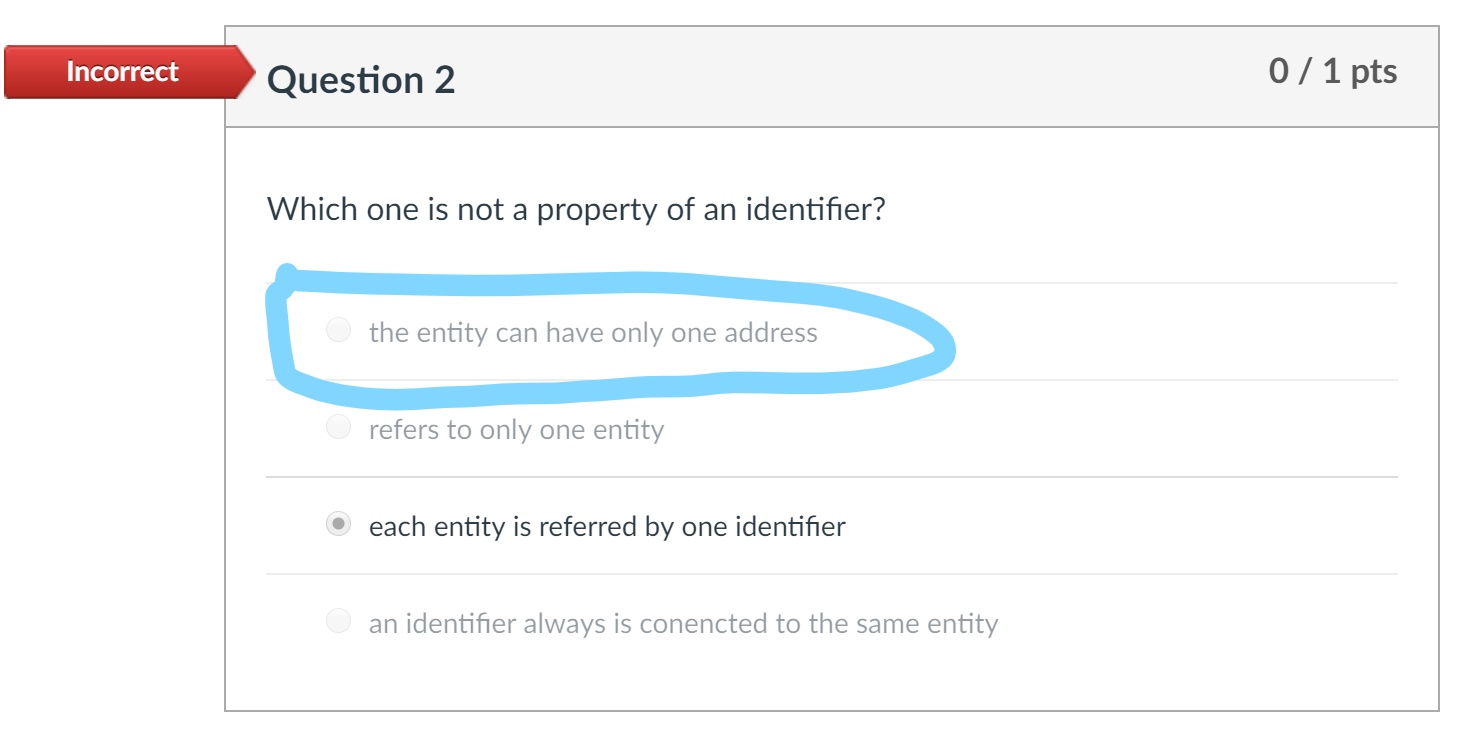 Incorrect
Question 2
0 / 1 pts
Which one is not a property of an identifier?
the entity can have only one address
refers to only one entity
each entity is referred by one identifier
an identifier always is conencted to the same entity